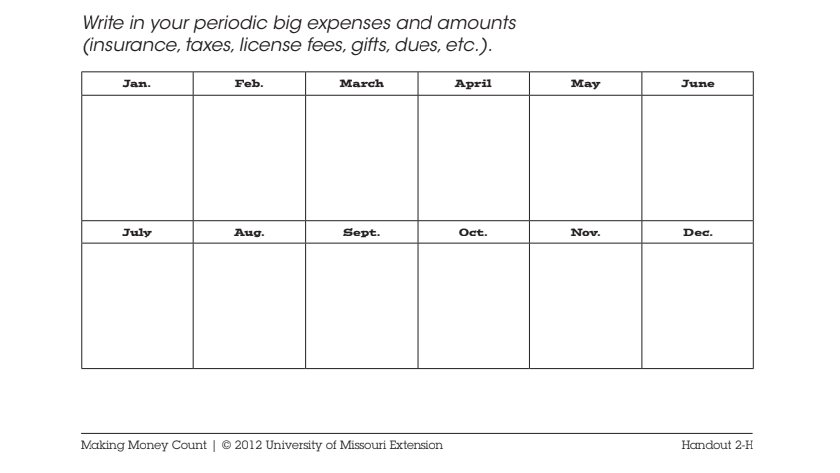 Write in your periodic big expenses and amounts
(insurance, taxes, license fees, gifts, dues, etc.).
Jan. Feb. March April May June
July Aug. Sept. Oct. Nov. Dec.
Making Money Count | © 2012 University of Missouri Extension Handout 2-H